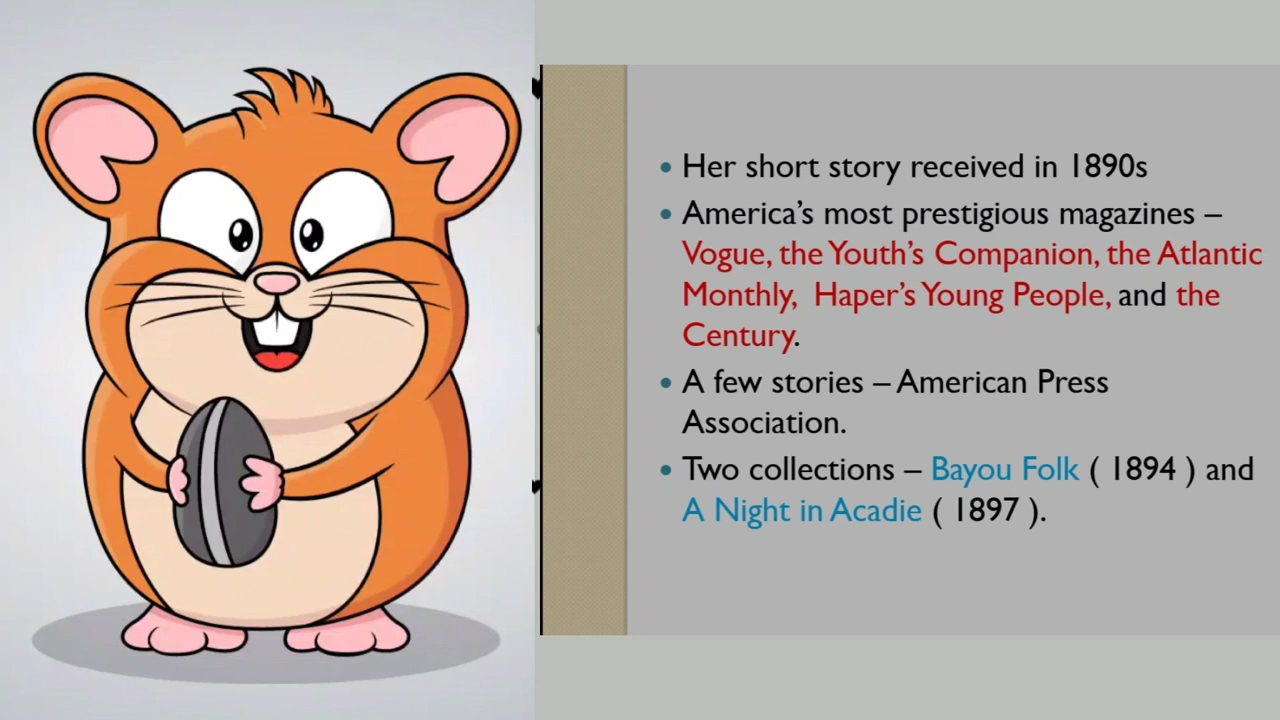 • Her short story received in 1890s
• America's most prestigious magazines –
Vogue, the Youth's Companion, the Atlantic
Monthly, Haper's Young People, and the
Century.
• A few stories – American Press
Association.
• Two collections – Bayou Folk ( 1894 ) and
A Night in Acadie ( 1897 ).